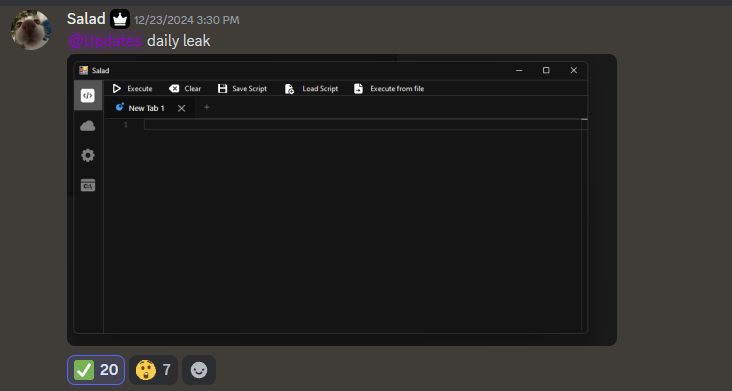 Salad 12/23/2024 3:30 PM
@Updates daily leak
Salad
Execute Clear Save Script Load Script Execute from file
New Tab 1
1
C:\
20 7